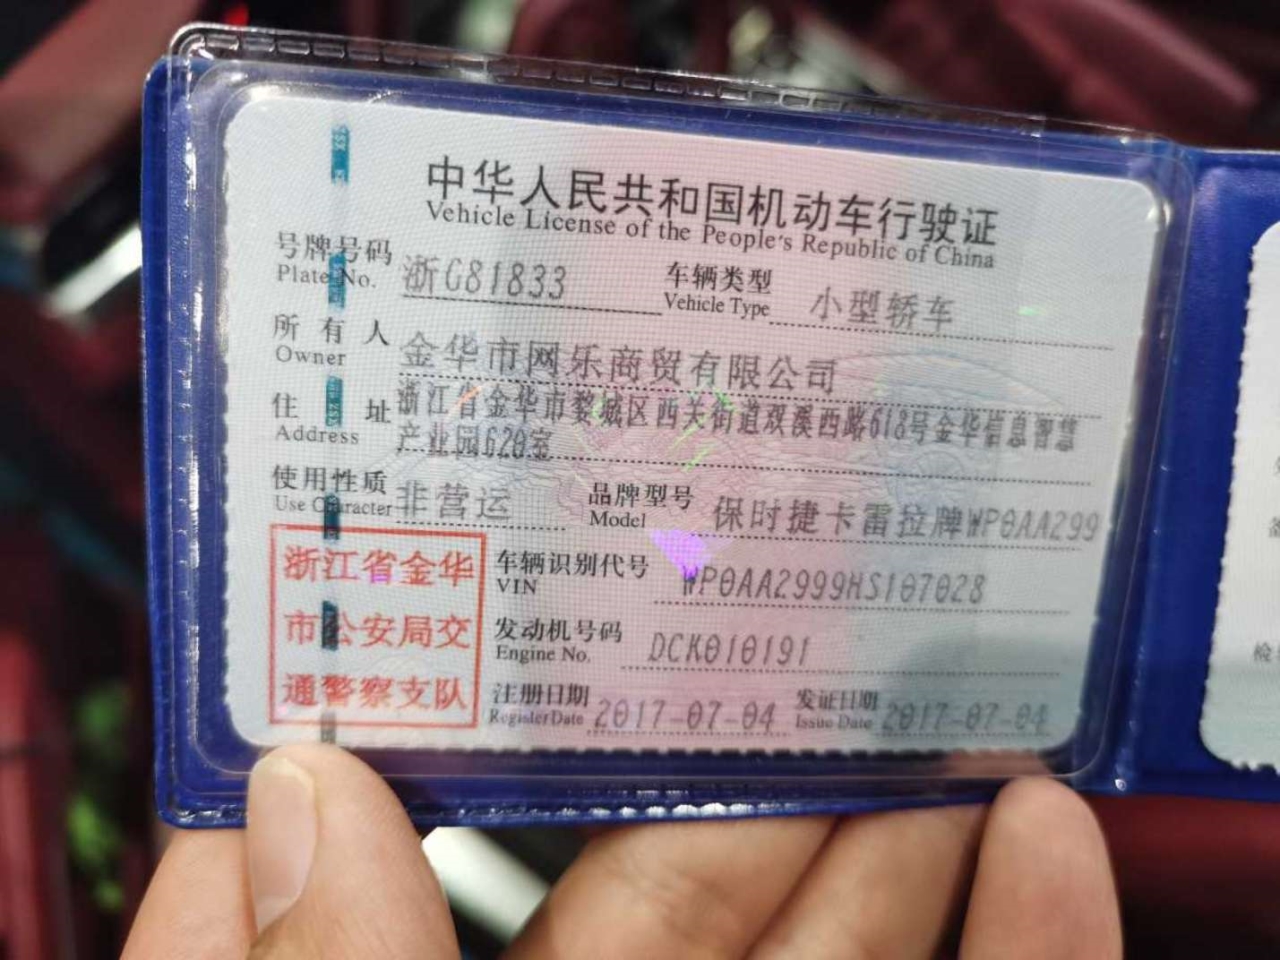 中华人民共和国机动车行驶证
Vehicle License of the People's Republic of China
号牌号码 浙G81833 车辆类型 小型轿车
Plate No. Vehicle Type
所有人 金华市网乐商贸有限公司
Owner
住址 浙江省金华市婺城区西关街道双溪西路618号金华信息智慧
Address 产业园620室
使用性质 非营运 品牌型号 保时捷卡雷拉牌WP0AA299
Use Character Model
浙江省金华
市公安局交
通警察支队
车辆识别代号 WP0AA2999HS107028
VIN
发动机号码 DCK010191
Engine No.
注册日期 2017-07-04 发证日期 2017-07-04
Register Date Issue Date
检